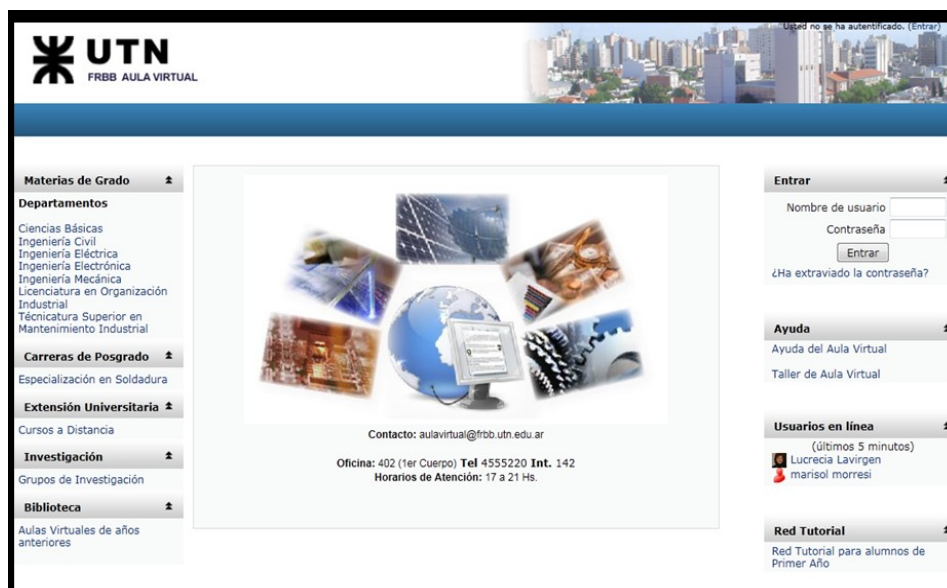 Usted no se ha autentificado. (Entrar)
UTN
FRBB AULA VIRTUAL
Materias de Grado
Departamentos
Ciencias Básicas
Ingeniería Civil
Ingeniería Eléctrica
Ingeniería Electrónica
Ingeniería Mecánica
Licenciatura en Organización
Industrial
Técnicatura Superior en
Mantenimiento Industrial
Carreras de Posgrado
Especialización en Soldadura
Extensión Universitaria
Cursos a Distancia
Investigación
Grupos de Investigación
Biblioteca
Aulas Virtuales de años
anteriores
Contacto: aulavirtual@frbb.utn.edu.ar
Oficina: 402 (1er Cuerpo) Tel 4555220 Int. 142
Horarios de Atención: 17 a 21 Hs.
Entrar
Nombre de usuario
Contraseña
Entrar
¿Ha extraviado la contraseña?
Ayuda
Ayuda del Aula Virtual
Taller de Aula Virtual
Usuarios en línea
(últimos 5 minutos)
Lucrecia Lavirgen
marisol morresi
Red Tutorial
Red Tutorial para alumnos de
Primer Año